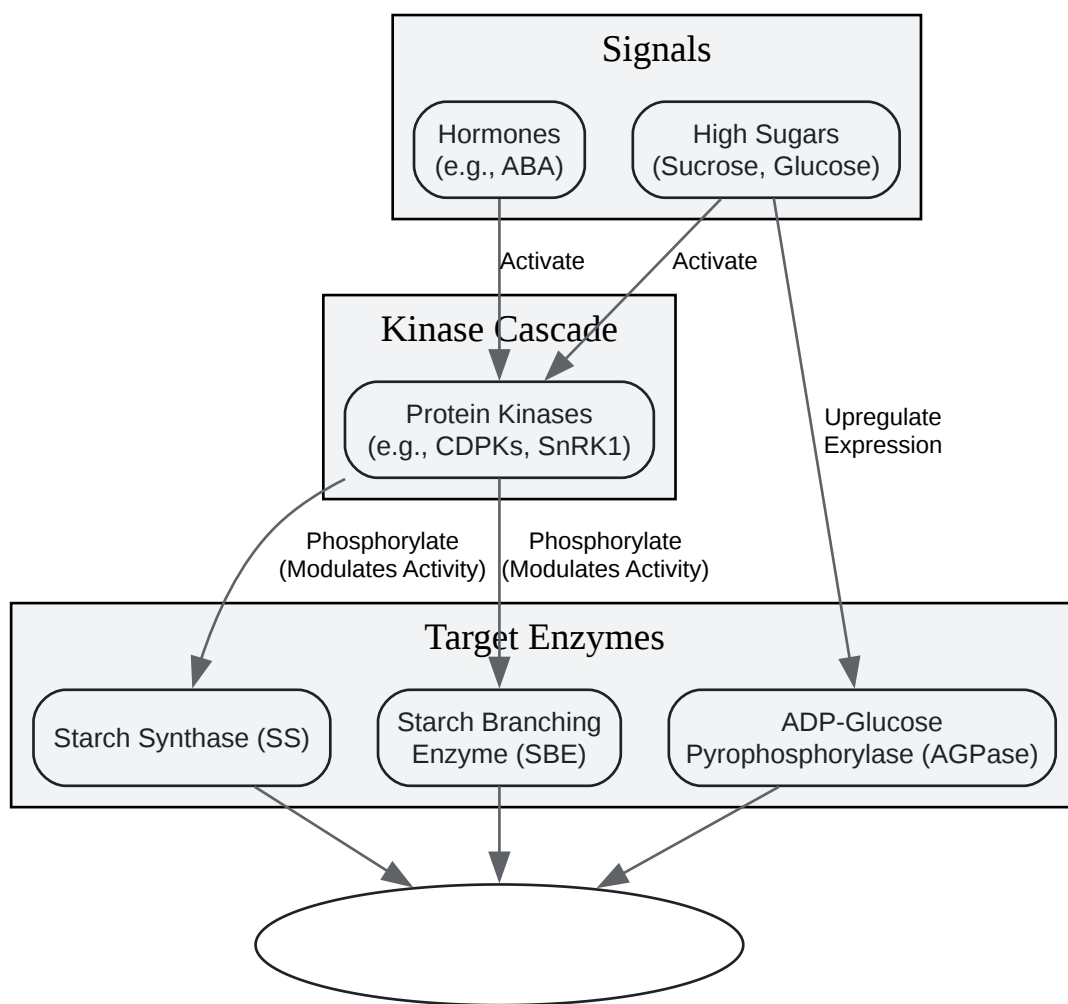 Signals
Hormones
(e.g., ABA)
High Sugars
(Sucrose, Glucose)
Activate
Activate
Kinase Cascade
Protein Kinases
(e.g., CDPKs, SnRK1)
Upregulate
Expression
Phosphorylate
(Modulates Activity)
Phosphorylate
(Modulates Activity)
Target Enzymes
Starch Synthase (SS)
Starch Branching
Enzyme (SBE)
ADP-Glucose
Pyrophosphorylase (AGPase)